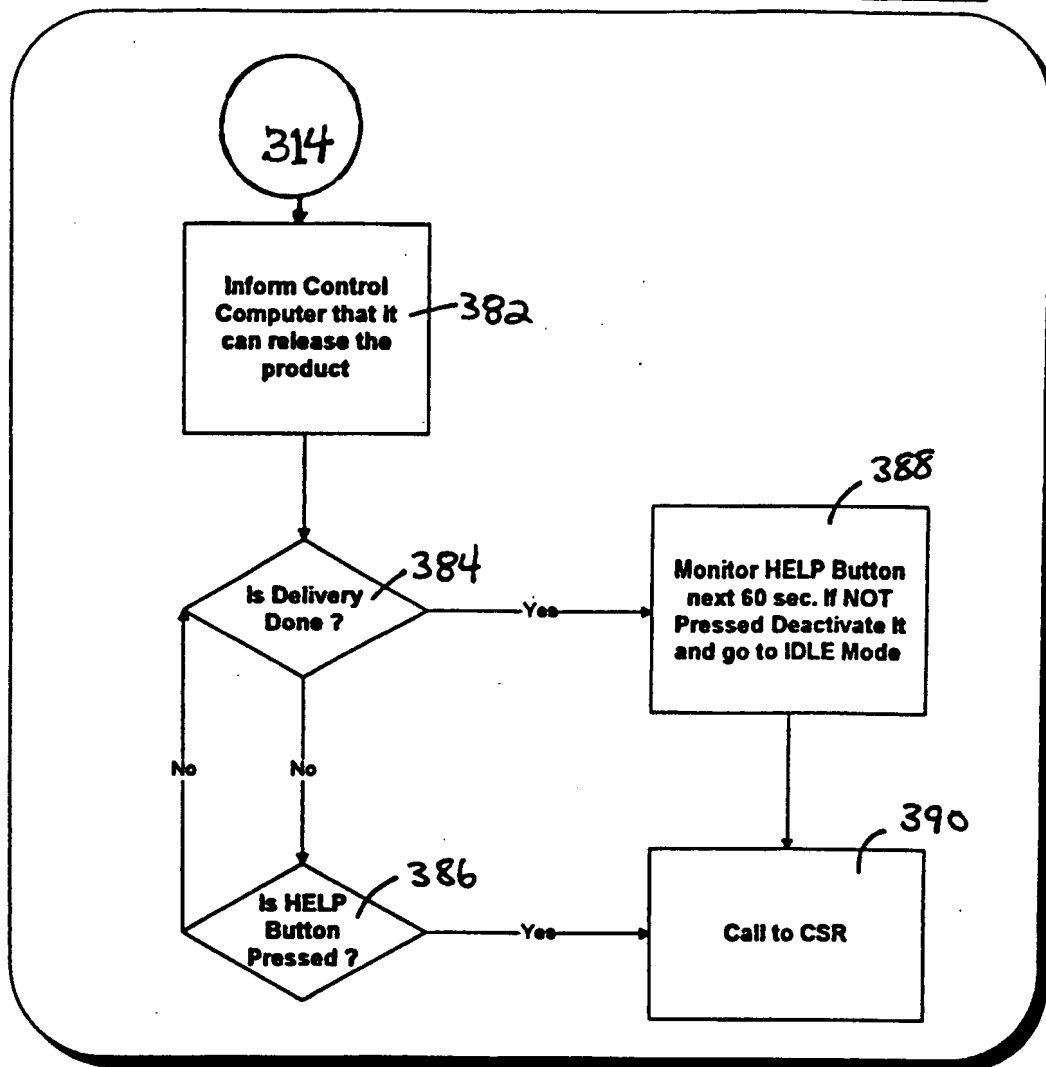 314
Inform Control
Computer that it
can release the
product
382
Is Delivery
Done ?
384
Yes
388
Monitor HELP Button
next 60 sec. If NOT
Pressed Deactivate It
and go to IDLE Mode
No
No
390
Is HELP
Button
Pressed ?
386
Yes
Call to CSR